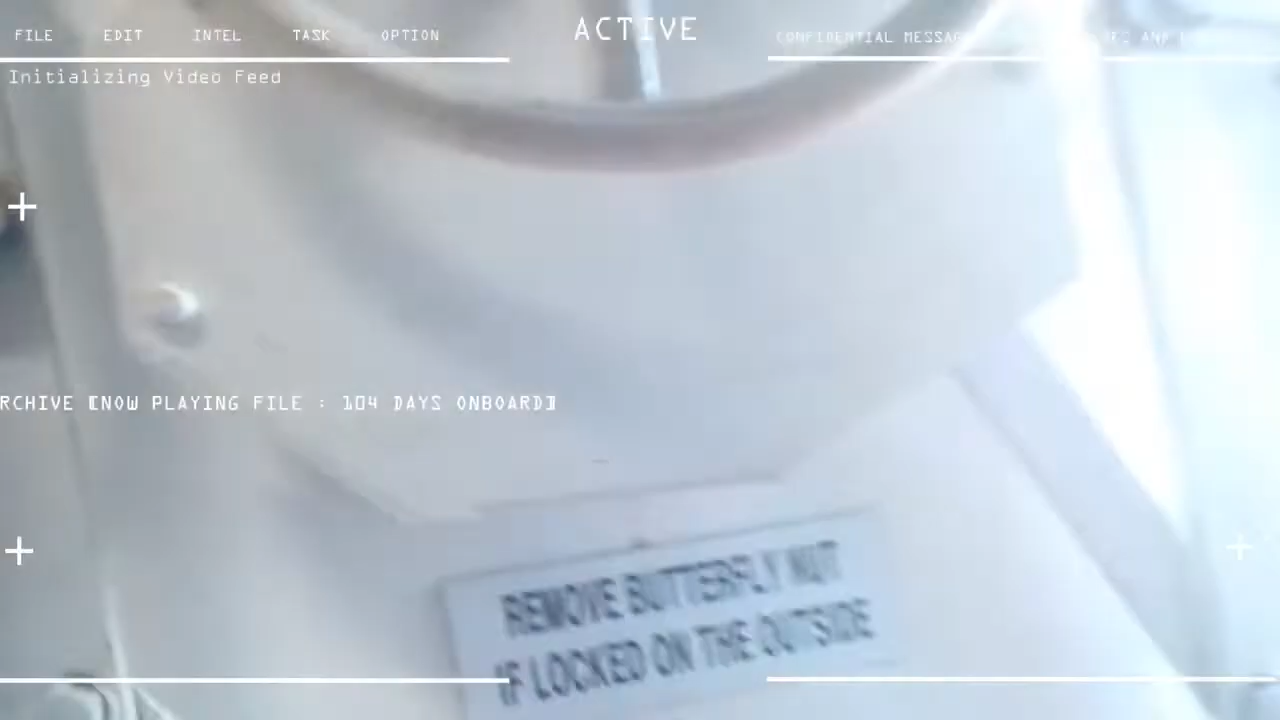 FILE EDIT INTEL TASK OPTION
ACTIVE
CONFIDENTIAL
Initializing Video Feed
RCHIVE [NOW PLAYING FILE : 104 DAYS ONBOARD]
REMOVE BUTTERFLY NUT
IF LOCKED ON THE OUTSIDE